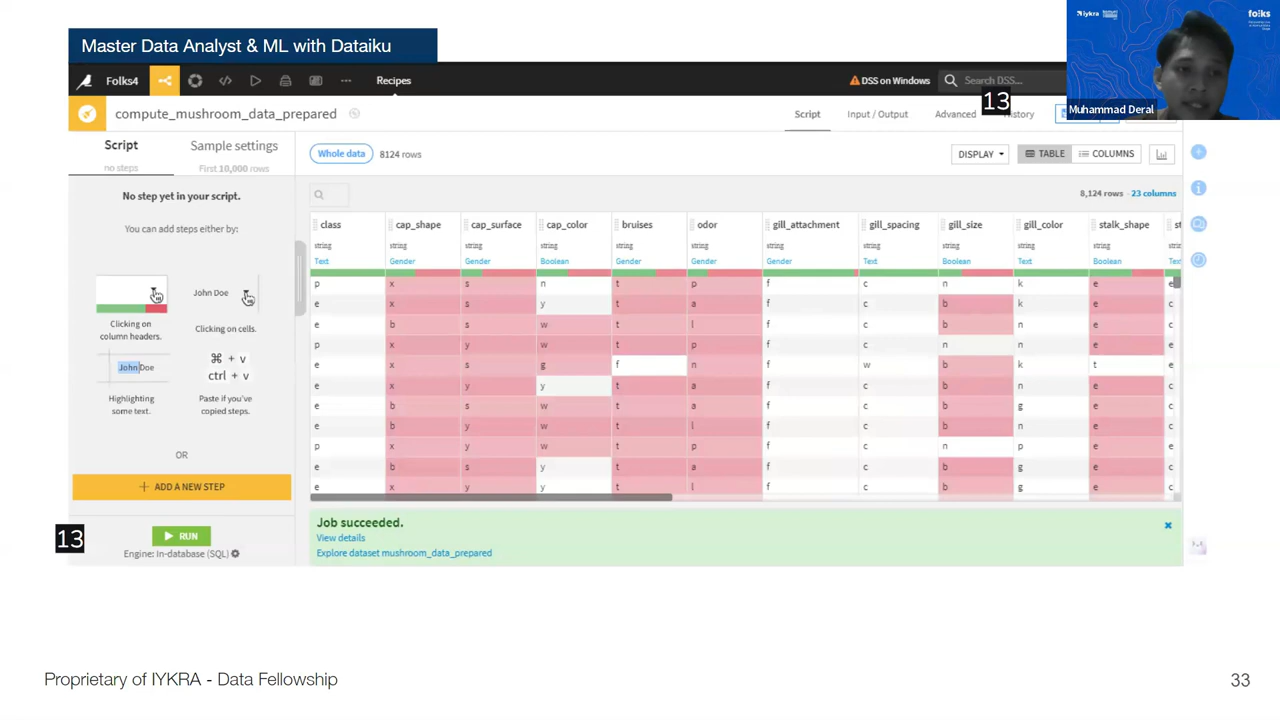 Master Data Analyst & ML with Dataiku
iykra
folks
Muhammad Deral
Folks4
Recipes
DSS on Windows
Search DSS...
13
compute_mushroom_data_prepared
Script
Input / Output
Advanced
History
Script
no steps
Sample settings
First 10,000 rows
Whole data
8124 rows
DISPLAY
TABLE
COLUMNS
No step yet in your script.
You can add steps either by:
Clicking on
column headers.
John Doe
Clicking on cells.
John Doe
Highlighting
some text.
⌘ + v
ctrl + v
Paste if you've
copied steps.
OR
+ ADD A NEW STEP
13
RUN
Engine: In-database (SQL)
8,124 rows - 23 columns
class cap_shape cap_surface cap_color bruises odor gill_attachment gill_spacing gill_size gill_color stalk_shape st
string string string string string string string string string string string stri
Text Gender Gender Boolean Gender Gender Gender Text Boolean Text Boolean Text
p x s n t p f c n k e e
e x s y t a f c b k e c
e b s w t l f c b n e c
p x y w t p f c n n e e
e x s g f n f w b k t e
e x y y t a f c b n e c
e b s w t a f c b g e c
e b y w t l f c b n e c
p x y w t p f c n p e e
e b s y t a f c b g e c
e x y y t l f c b g e c
Job succeeded.
View details
Explore dataset mushroom_data_prepared
Proprietary of IYKRA - Data Fellowship
33